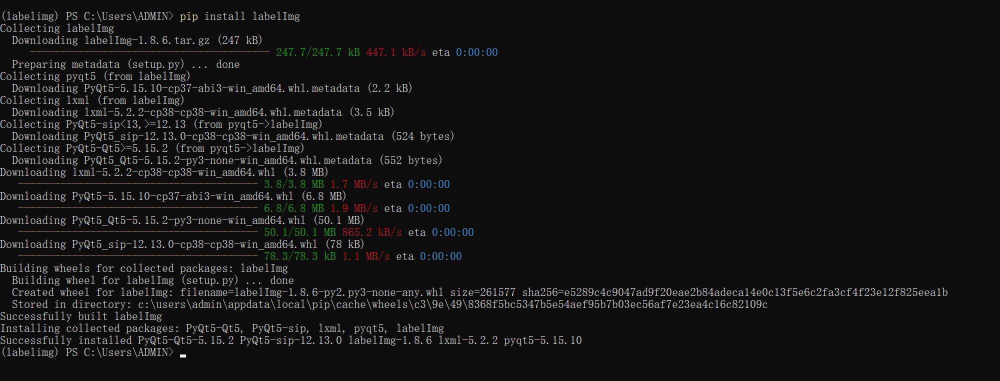 (labelimg) PS C:\Users\ADMIN> pip install labelImg
Collecting labelImg
  Downloading labelImg-1.8.6.tar.gz (247 kB)
     ---------------------------------------- 247.7/247.7 kB 447.1 kB/s eta 0:00:00
  Preparing metadata (setup.py) ... done
Collecting pyqt5 (from labelImg)
  Downloading PyQt5-5.15.10-cp37-abi3-win_amd64.whl.metadata (2.2 kB)
Collecting lxml (from labelImg)
  Downloading lxml-5.2.2-cp38-cp38-win_amd64.whl.metadata (3.5 kB)
Collecting PyQt5-sip<13,>=12.13 (from pyqt5->labelImg)
  Downloading PyQt5_sip-12.13.0-cp38-cp38-win_amd64.whl.metadata (524 bytes)
Collecting PyQt5-Qt5>=5.15.2 (from pyqt5->labelImg)
  Downloading PyQt5_Qt5-5.15.2-py3-none-win_amd64.whl.metadata (552 bytes)
Downloading lxml-5.2.2-cp38-cp38-win_amd64.whl (3.8 MB)
   ---------------------------------------- 3.8/3.8 MB 1.7 MB/s eta 0:00:00
Downloading PyQt5-5.15.10-cp37-abi3-win_amd64.whl (6.8 MB)
   ---------------------------------------- 6.8/6.8 MB 1.9 MB/s eta 0:00:00
Downloading PyQt5_Qt5-5.15.2-py3-none-win_amd64.whl (50.1 MB)
   ---------------------------------------- 50.1/50.1 MB 865.2 kB/s eta 0:00:00
Downloading PyQt5_sip-12.13.0-cp38-cp38-win_amd64.whl (78 kB)
   ---------------------------------------- 78.3/78.3 kB 1.1 MB/s eta 0:00:00
Building wheels for collected packages: labelImg
  Building wheel for labelImg (setup.py) ... done
  Created wheel for labelImg: filename=labelImg-1.8.6-py2.py3-none-any.whl size=261577 sha256=e5289c4c9047ad9f20eae2b84adeca14e0c13f5e6c2fa3cf4f23e12f825eea1b
  Stored in directory: c:\users\admin\appdata\local\pip\cache\wheels\c3\9e\49\8368f5bc5347b5e54aef95b7b03ec56af7e23ea4c16c82109c
Successfully built labelImg
Installing collected packages: PyQt5-Qt5, PyQt5-sip, lxml, pyqt5, labelImg
Successfully installed PyQt5-Qt5-5.15.2 PyQt5-sip-12.13.0 labelImg-1.8.6 lxml-5.2.2 pyqt5-5.15.10
(labelimg) PS C:\Users\ADMIN>